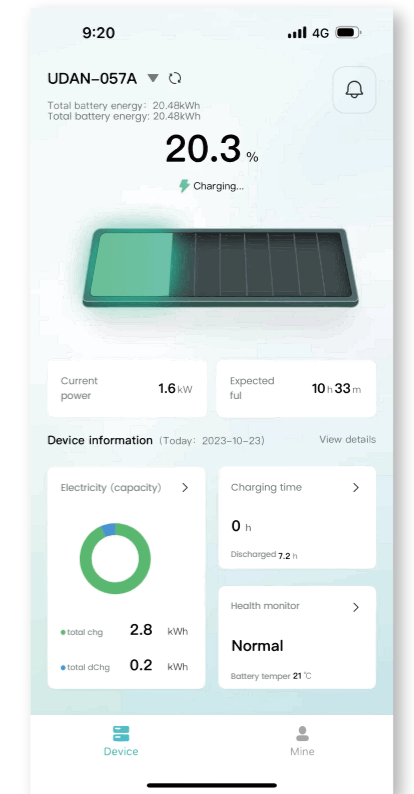 9:20
4G
UDAN-057A
Total battery energy: 20.48kWh
Total battery energy: 20.48kWh
20.3 %
Charging...
Current power
1.6 kW
Expected ful
10 h 33 m
Device information (Today: 2023-10-23)
View details
Electricity (capacity)
total chg 2.8 kWh
total dChg 0.2 kWh
Charging time
0 h
Discharged 7.2 h
Health monitor
Normal
Battery temper 21 °C
Device
Mine